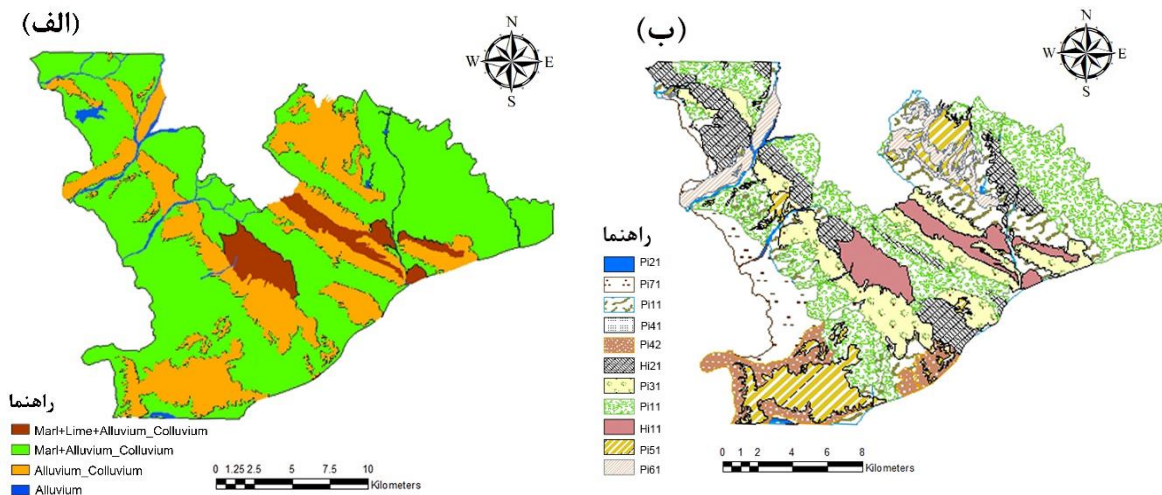 (الف)
N
W E
S
راهنما
Marl+Lime+Alluvium_Colluvium
Marl+Alluvium_Colluvium
Alluvium_Colluvium
Alluvium
0 1.25 2.5 5 7.5 10
Kilometers
(ب)
N
W E
S
راهنما
Pi21
Pi71
Pi11
Pi41
Pi42
Hi21
Pi31
Pi11
Hi11
Pi51
Pi61
0 1 2 4 6 8
Kilometers